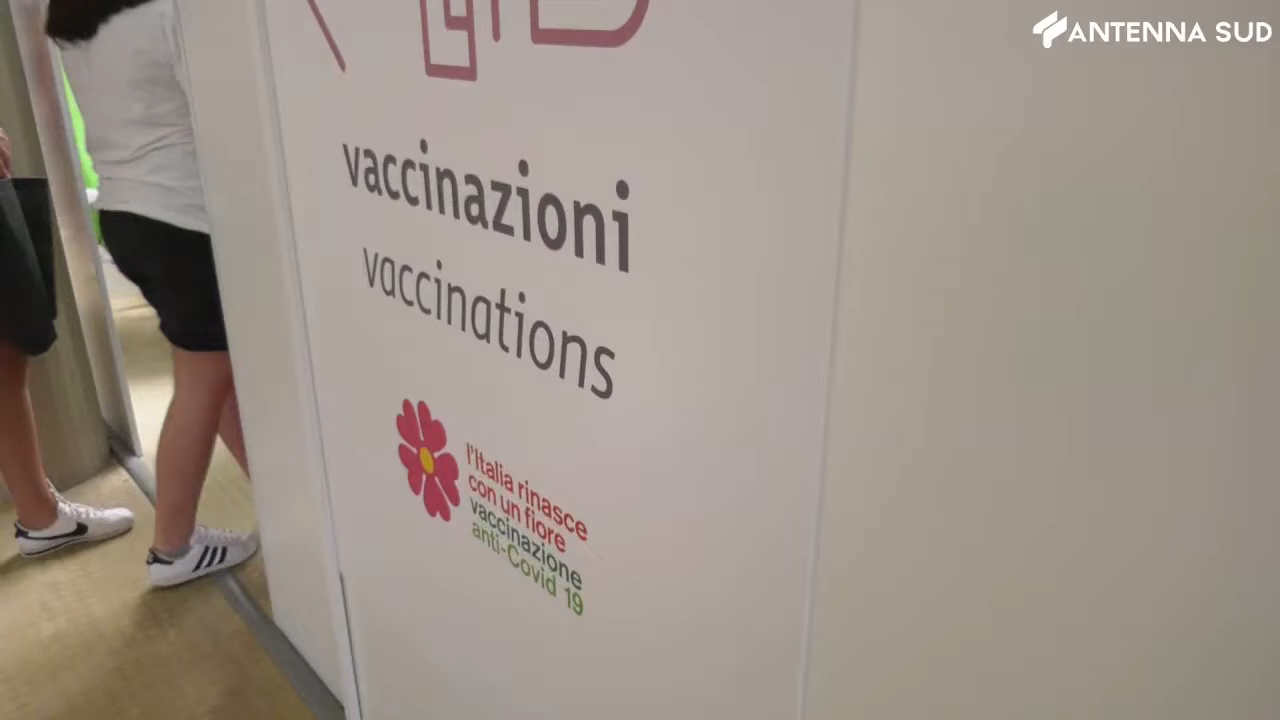 ANTENNA SUD
vaccinazioni
vaccinations
l'Italia rinasce
con un fiore
vaccinazione
anti-Covid 19